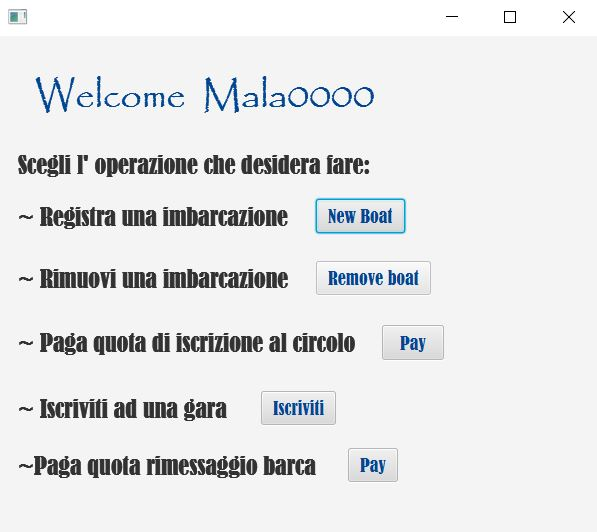 Welcome Mala0000
Scegli l' operazione che desidera fare:
~ Registra una imbarcazione New Boat
~ Rimuovi una imbarcazione Remove boat
~ Paga quota di iscrizione al circolo Pay
~ Iscriviti ad una gara Iscriviti
~Paga quota rimessaggio barca Pay